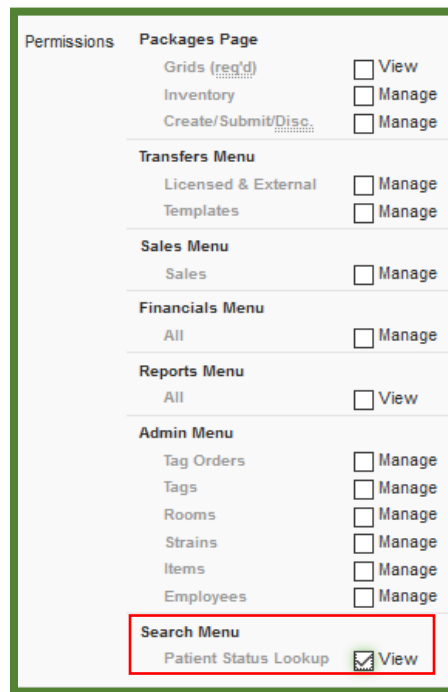 Permissions Packages Page
Grids (req'd) View
Inventory Manage
Create/Submit/Disc. Manage
Transfers Menu
Licensed & External Manage
Templates Manage
Sales Menu
Sales Manage
Financials Menu
All Manage
Reports Menu
All View
Admin Menu
Tag Orders Manage
Tags Manage
Rooms Manage
Strains Manage
Items Manage
Employees Manage
Search Menu
Patient Status Lookup View